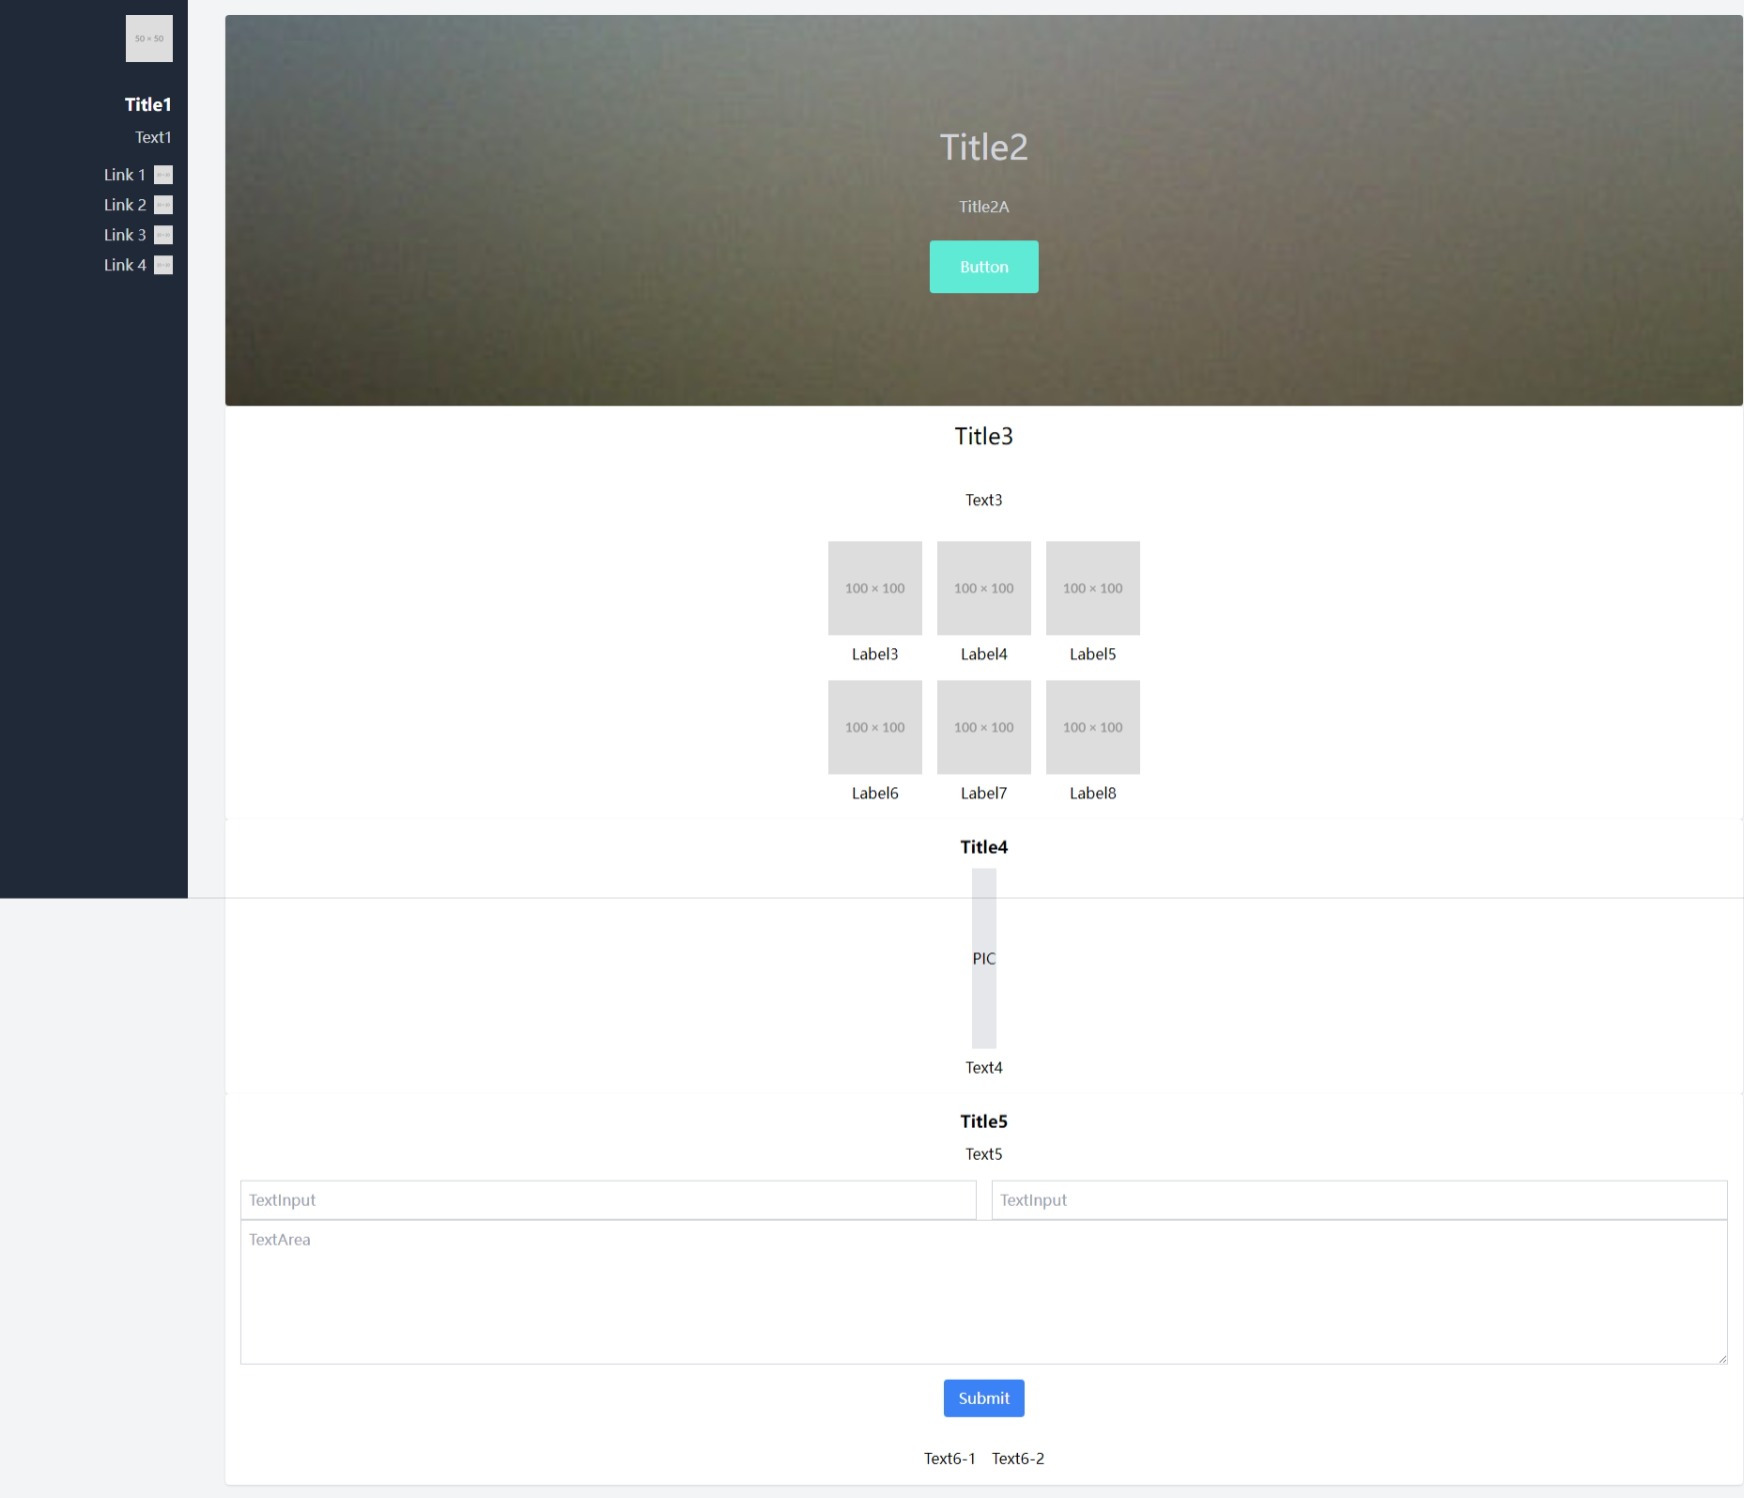 50 × 50
Title1
Text1
Link 1
Link 2
Link 3
Link 4
Title2
Title2A
Button
Title3
Text3
100 × 100 100 × 100 100 × 100
Label3 Label4 Label5
100 × 100 100 × 100 100 × 100
Label6 Label7 Label8
Title4
PIC
Text4
Title5
Text5
TextInput TextInput
TextArea
Submit
Text6-1 Text6-2